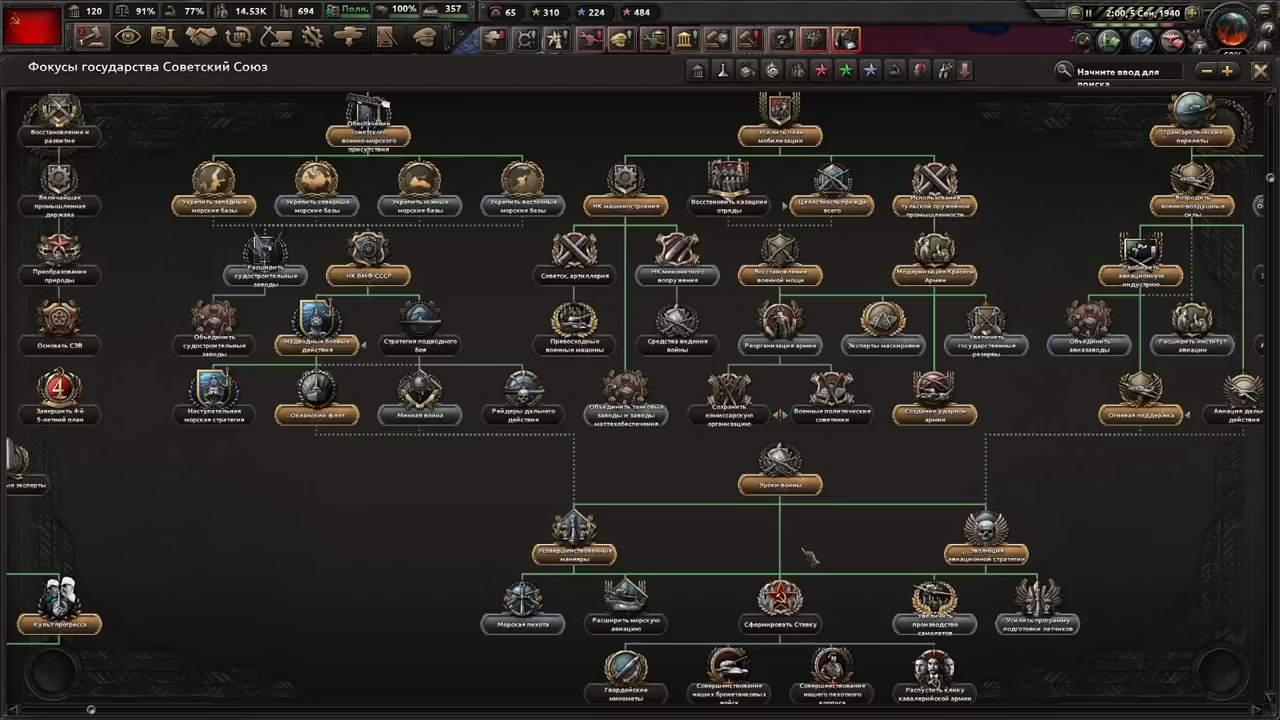 120 91% 77% 14.53K 694 Полн. 100% 357 65 310 224 484 2:00, 5 Сен, 1940
Фокусы государства Советский Союз
Начните ввод для
поиска
Восстановление и
развитие
Обеспечение
советского
военно-морского
присутствия
Усилить план
мобилизации
Трансарктические
перелеты
Величайшая
промышленная
держава
Укрепить западные
морские базы
Укрепить северные
морские базы
Укрепить южные
морские базы
Укрепить восточные
морские базы
НК машиностроения
Восстановить казацкие
отряды
Целостность прежде
всего
Использование
тульской оружейной
промышленности
Возродить
военно-воздушные
силы
Преобразование
природы
Расширить
судостроительные
заводы
НК ВМФ СССР
Советск. артиллерия
НК минометного
вооружения
Восстановление
военной мощи
Модернизация Красной
Армии
Расширить
авиационную
индустрию
Основать СЭВ
Объединить
судостроительные
заводы
Надводные боевые
действия
Стратегия подводного
боя
Превосходные
военные машины
Средства ведения
войны
Реорганизация армии
Эксперты маскировки
Увеличить
государственные
резервы
Объединить
авиазаводы
Расширить институт
авиации
4
Завершить 4-й
5-летний план
Наступательная
морская стратегия
Океанский флот
Минная война
Рейдеры дальнего
действия
Объединить танковые
заводы и заводы
маттехобеспечения
Сохранить
комиссарскую
организацию
Военные политические
советники
Создание ударной
армии
Огневая поддержка
Авиация даль
действия
ые эксперты
Уроки войны
Усовершенствованные
маневры
Эволюция
авиационной стратегии
Культ прогресса
Морская пехота
Расширить морскую
авиацию
Сформировать Ставку
Увеличить
производство
самолетов
Усилить программу
подготовки летчиков
Гвардейские
минометы
Совершенствование
наших бронетанковых
войск
Совершенствование
нашего пехотного
корпуса
Распустить клику
кавалерийской армии